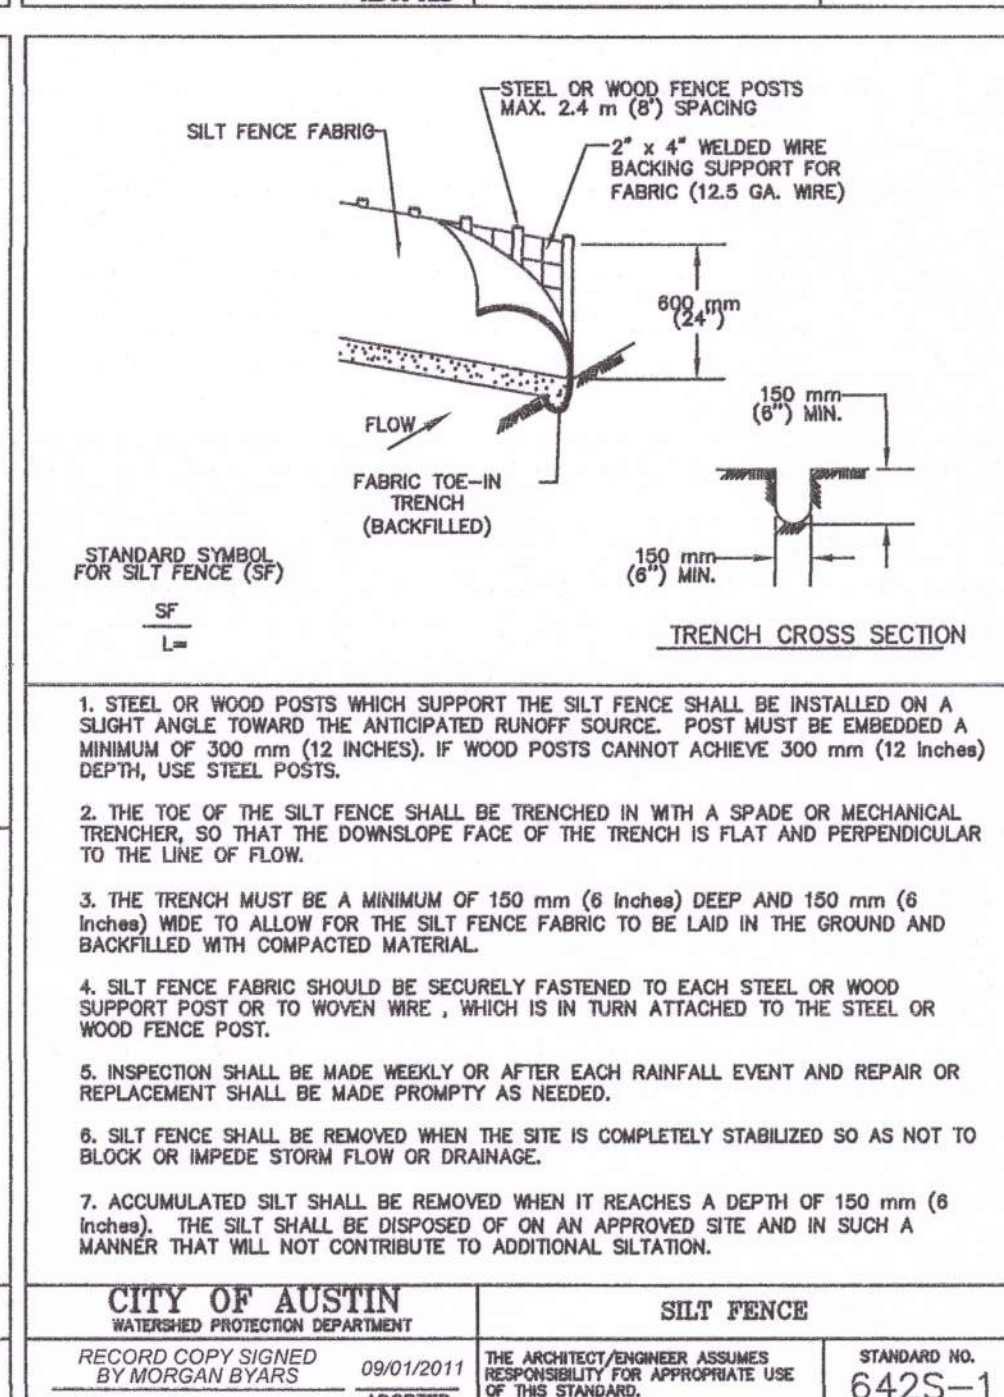 STEEL OR WOOD FENCE POSTS
MAX. 2.4 m (8') SPACING
SILT FENCE FABRIC
2" x 4" WELDED WIRE
BACKING SUPPORT FOR
FABRIC (12.5 GA. WIRE)
600 mm
(24")
150 mm
(6") MIN.
FLOW
FABRIC TOE-IN
TRENCH
(BACKFILLED)
STANDARD SYMBOL
FOR SILT FENCE (SF)
150 mm
(6") MIN.
SF
L=
TRENCH CROSS SECTION
1. STEEL OR WOOD POSTS WHICH SUPPORT THE SILT FENCE SHALL BE INSTALLED ON A
SLIGHT ANGLE TOWARD THE ANTICIPATED RUNOFF SOURCE. POST MUST BE EMBEDDED A
MINIMUM OF 300 mm (12 INCHES). IF WOOD POSTS CANNOT ACHIEVE 300 mm (12 inches)
DEPTH, USE STEEL POSTS.
2. THE TOE OF THE SILT FENCE SHALL BE TRENCHED IN WITH A SPADE OR MECHANICAL
TRENCHER, SO THAT THE DOWNSLOPE FACE OF THE TRENCH IS FLAT AND PERPENDICULAR
TO THE LINE OF FLOW.
3. THE TRENCH MUST BE A MINIMUM OF 150 mm (6 inches) DEEP AND 150 mm (6
inches) WIDE TO ALLOW FOR THE SILT FENCE FABRIC TO BE LAID IN THE GROUND AND
BACKFILLED WITH COMPACTED MATERIAL.
4. SILT FENCE FABRIC SHOULD BE SECURELY FASTENED TO EACH STEEL OR WOOD
SUPPORT POST OR TO WOVEN WIRE , WHICH IS IN TURN ATTACHED TO THE STEEL OR
WOOD FENCE POST.
5. INSPECTION SHALL BE MADE WEEKLY OR AFTER EACH RAINFALL EVENT AND REPAIR OR
REPLACEMENT SHALL BE MADE PROMPTY AS NEEDED.
6. SILT FENCE SHALL BE REMOVED WHEN THE SITE IS COMPLETELY STABILIZED SO AS NOT TO
BLOCK OR IMPEDE STORM FLOW OR DRAINAGE.
7. ACCUMULATED SILT SHALL BE REMOVED WHEN IT REACHES A DEPTH OF 150 mm (6
inches). THE SILT SHALL BE DISPOSED OF ON AN APPROVED SITE AND IN SUCH A
MANNER THAT WILL NOT CONTRIBUTE TO ADDITIONAL SILTATION.
CITY OF AUSTIN
WATERSHED PROTECTION DEPARTMENT
SILT FENCE
RECORD COPY SIGNED
BY MORGAN BYARS
09/01/2011
THE ARCHITECT/ENGINEER ASSUMES
RESPONSIBILITY FOR APPROPRIATE USE
OF THIS STANDARD.
STANDARD NO.
642S-1